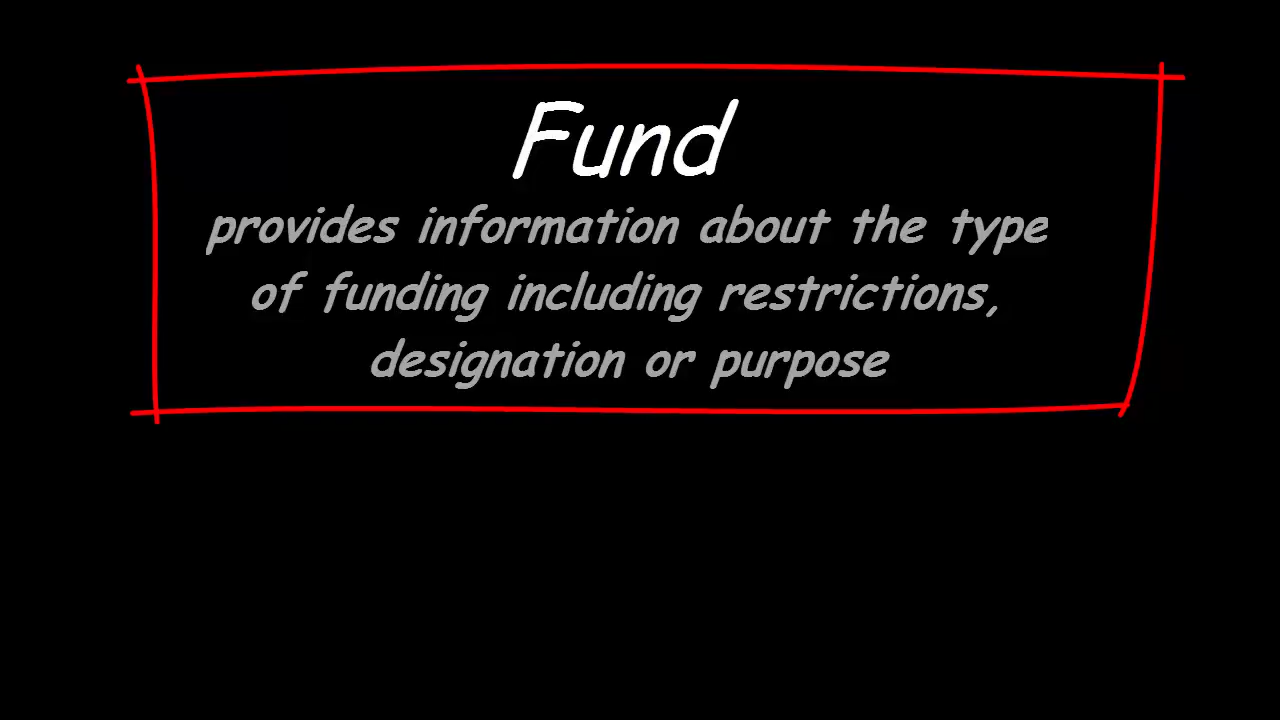 Fund
provides information about the type
of funding including restrictions,
designation or purpose